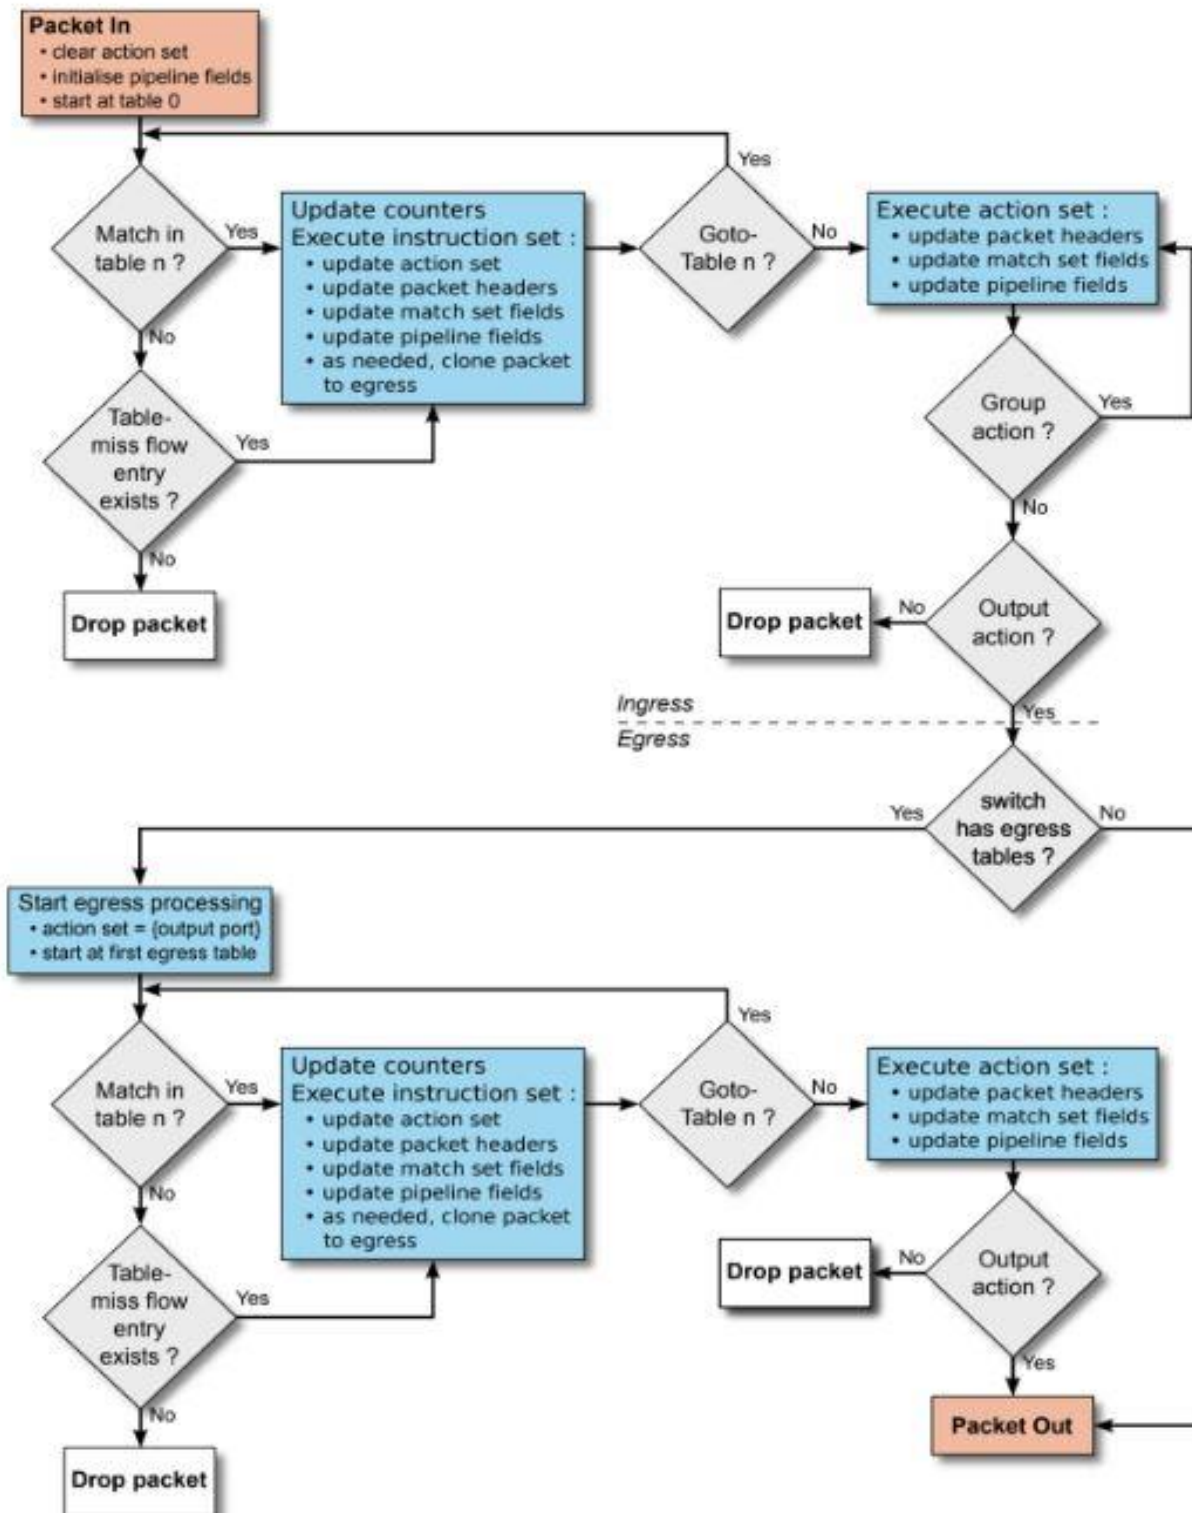 Packet In
• clear action set
• initialise pipeline fields
• start at table 0
Match in
table n ?
Yes
No
Update counters
Execute instruction set :
• update action set
• update packet headers
• update match set fields
• update pipeline fields
• as needed, clone packet
to egress
Goto-
Table n ?
Yes
No
Execute action set :
• update packet headers
• update match set fields
• update pipeline fields
Table-
miss flow
entry
exists ?
Yes
No
Drop packet
Group
action ?
Yes
No
Output
action ?
No
Drop packet
Yes
Ingress
Egress
switch
has egress
tables ?
Yes
No
Start egress processing
• action set = {output port}
• start at first egress table
Match in
table n ?
Yes
No
Update counters
Execute instruction set :
• update action set
• update packet headers
• update match set fields
• update pipeline fields
• as needed, clone packet
to egress
Goto-
Table n ?
Yes
No
Execute action set :
• update packet headers
• update match set fields
• update pipeline fields
Table-
miss flow
entry
exists ?
Yes
No
Drop packet
Output
action ?
No
Drop packet
Yes
Packet Out